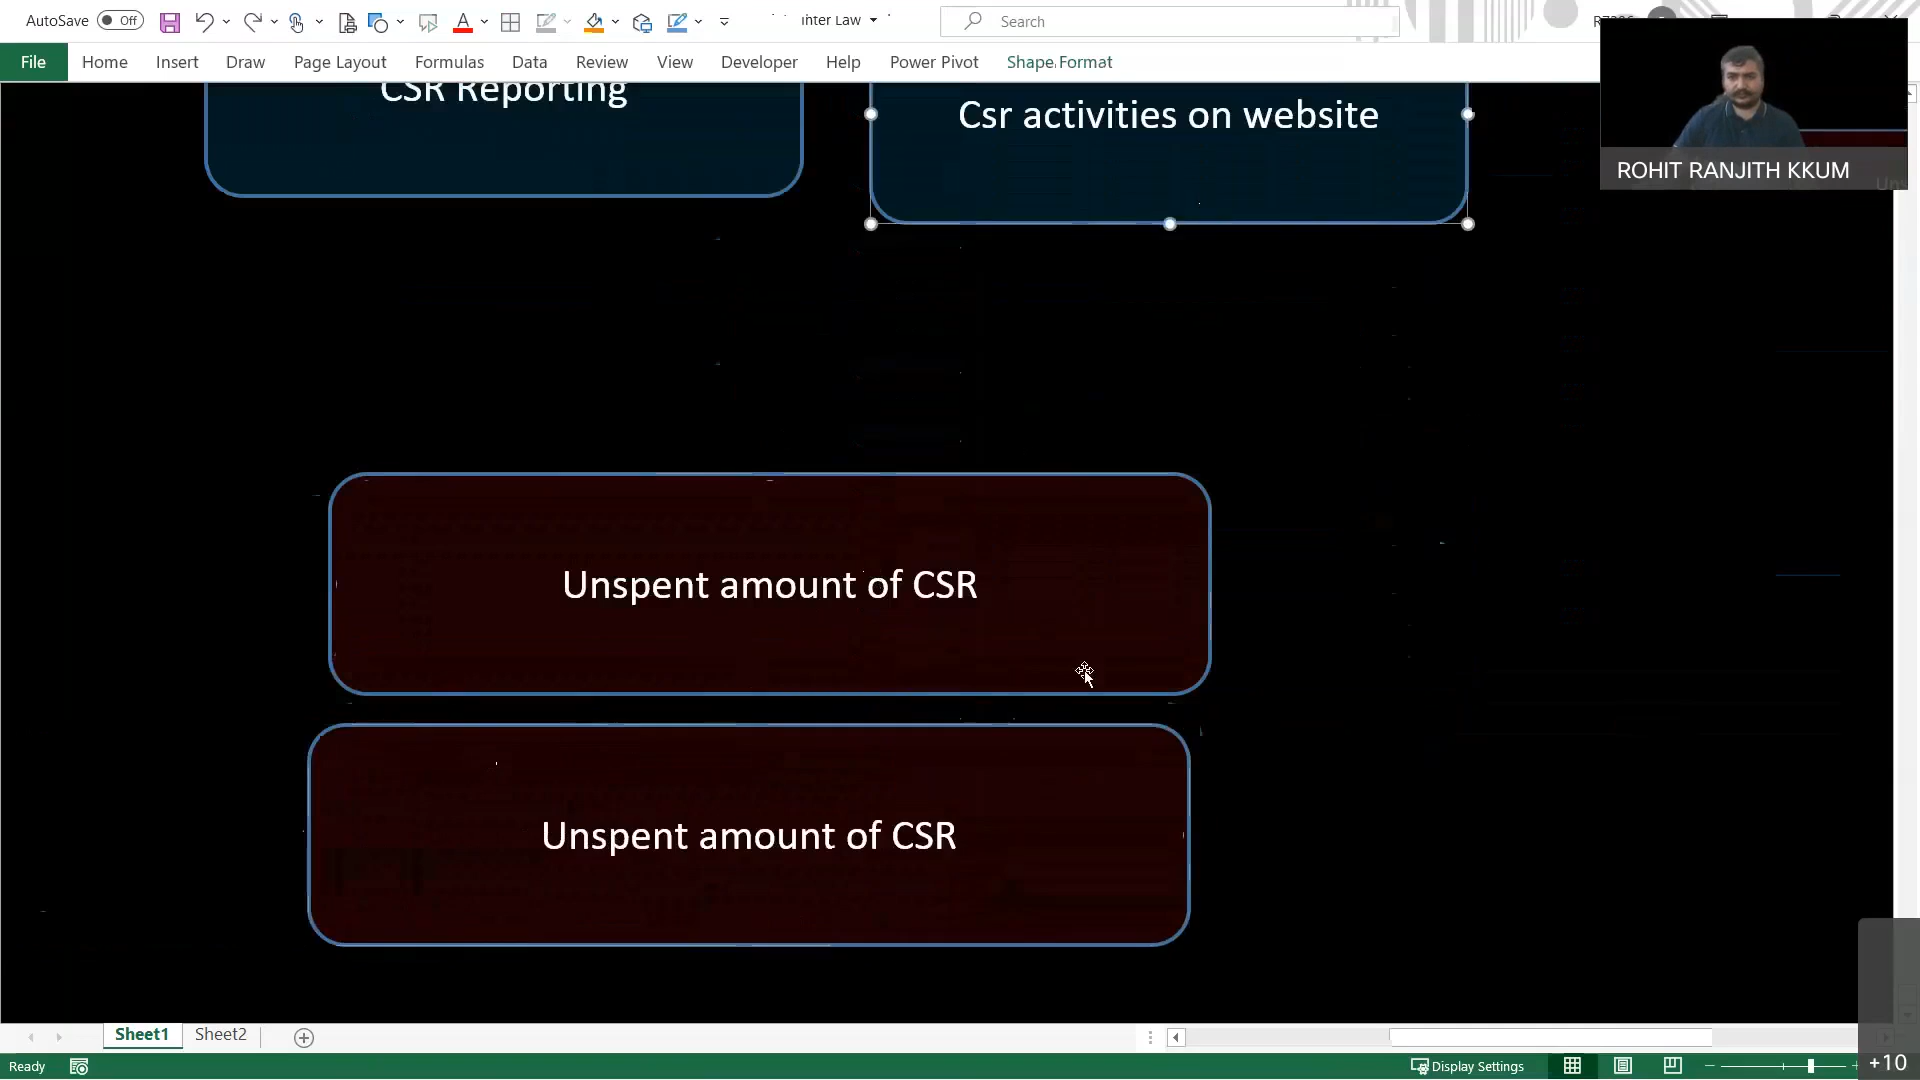 AutoSave Off
inter Law
Search
File Home Insert Draw Page Layout Formulas Data Review View Developer Help Power Pivot Shape Format
CSR Reporting
Csr activities on website
ROHIT RANJITH KKUM
Unspent amount of CSR
Unspent amount of CSR
Sheet1 Sheet2
Ready
Display Settings
+10